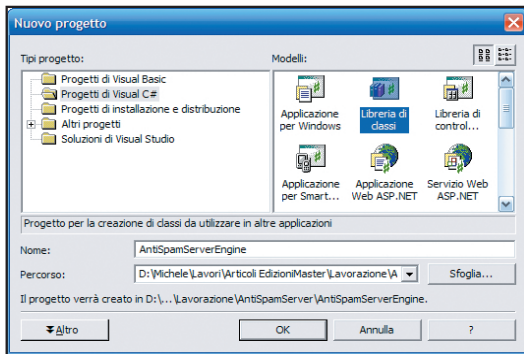 Nuovo progetto
Tipi progetto:
Modelli:
Progetti di Visual Basic
Progetti di Visual C#
Progetti di installazione e distribuzione
Altri progetti
Soluzioni di Visual Studio
Applicazione per Windows
Libreria di classi
Libreria di control...
Applicazione per Smart...
Applicazione Web ASP.NET
Servizio Web ASP.NET
Progetto per la creazione di classi da utilizzare in altre applicazioni
Nome:
AntiSpamServerEngine
Percorso:
D:\Michele\Lavori\Articoli EdizioniMaster\Lavorazione\A
Sfoglia...
Il progetto verrà creato in D:\...\Lavorazione\AntiSpamServer\AntiSpamServerEngine.
Altro
OK
Annulla
?